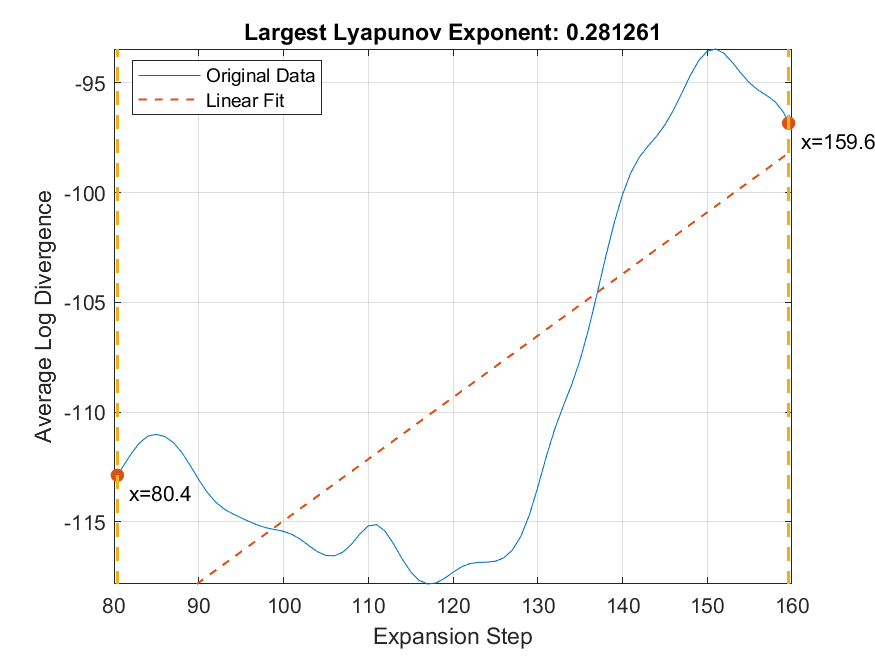 Largest Lyapunov Exponent: 0.281261
Original Data
Linear Fit
-95
-100
-105
-110
-115
Average Log Divergence
x=80.4
x=159.6
80 90 100 110 120 130 140 150 160
Expansion Step